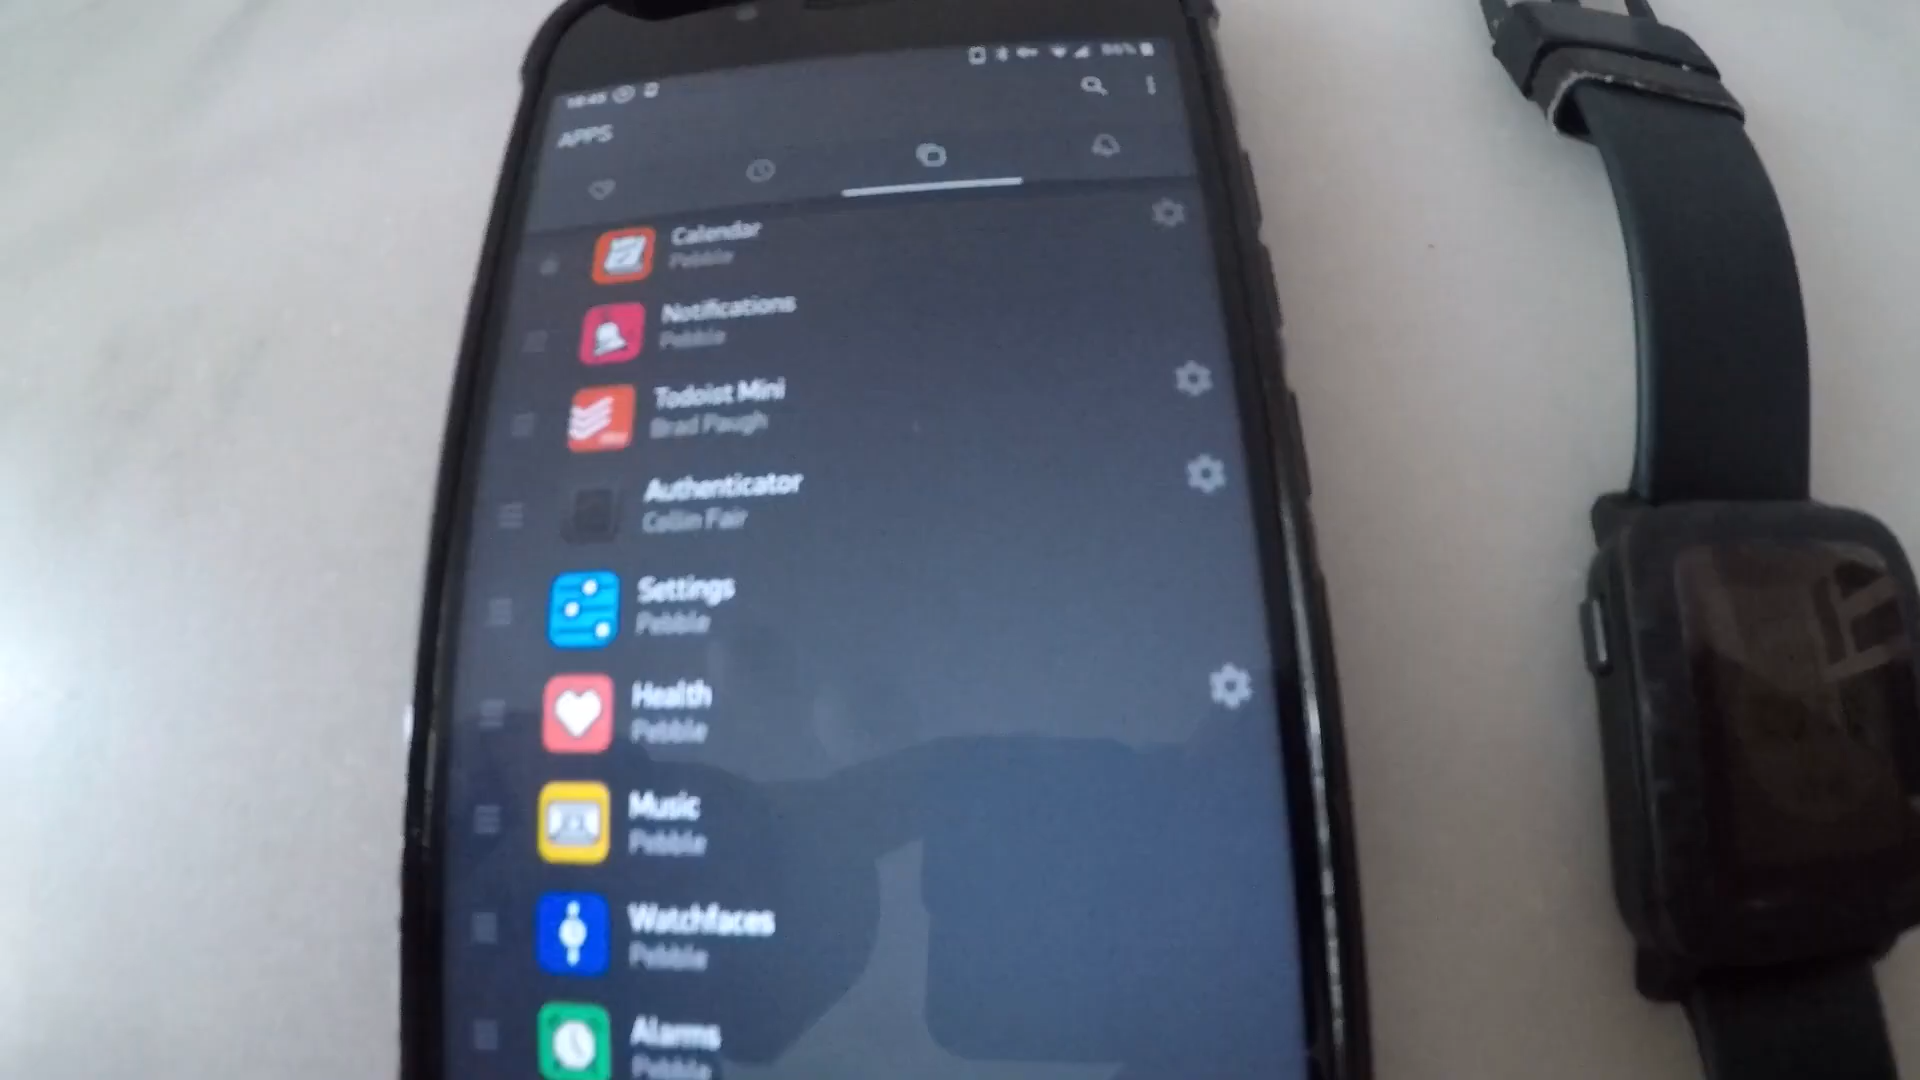 APPS
Calendar
Pebble
Notifications
Pebble
Todoist Mini
Brad Paugh
Authenticator
Collin Fair
Settings
Pebble
Health
Pebble
Music
Pebble
Watchfaces
Pebble
Alarms
Pebble